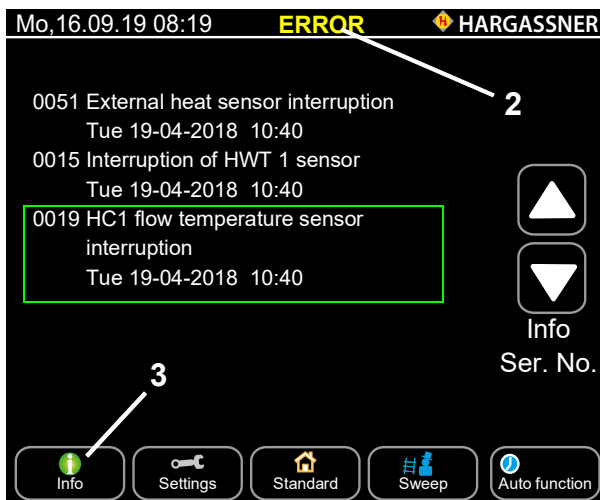 Mo,16.09.19 08:19 ERROR H HARGASSNER
2
0051 External heat sensor interruption
Tue 19-04-2018 10:40
0015 Interruption of HWT 1 sensor
Tue 19-04-2018 10:40
0019 HC1 flow temperature sensor
interruption
Tue 19-04-2018 10:40
Info
Ser. No.
3
Info Settings Standard Sweep Auto function